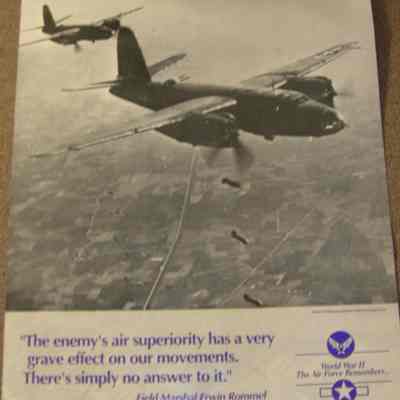 "The enemy's air superiority has a very
grave effect on our movements.
There's simply no answer to it."
Field Marshal Erwin Rommel
World War II
The Air Force Remembers...